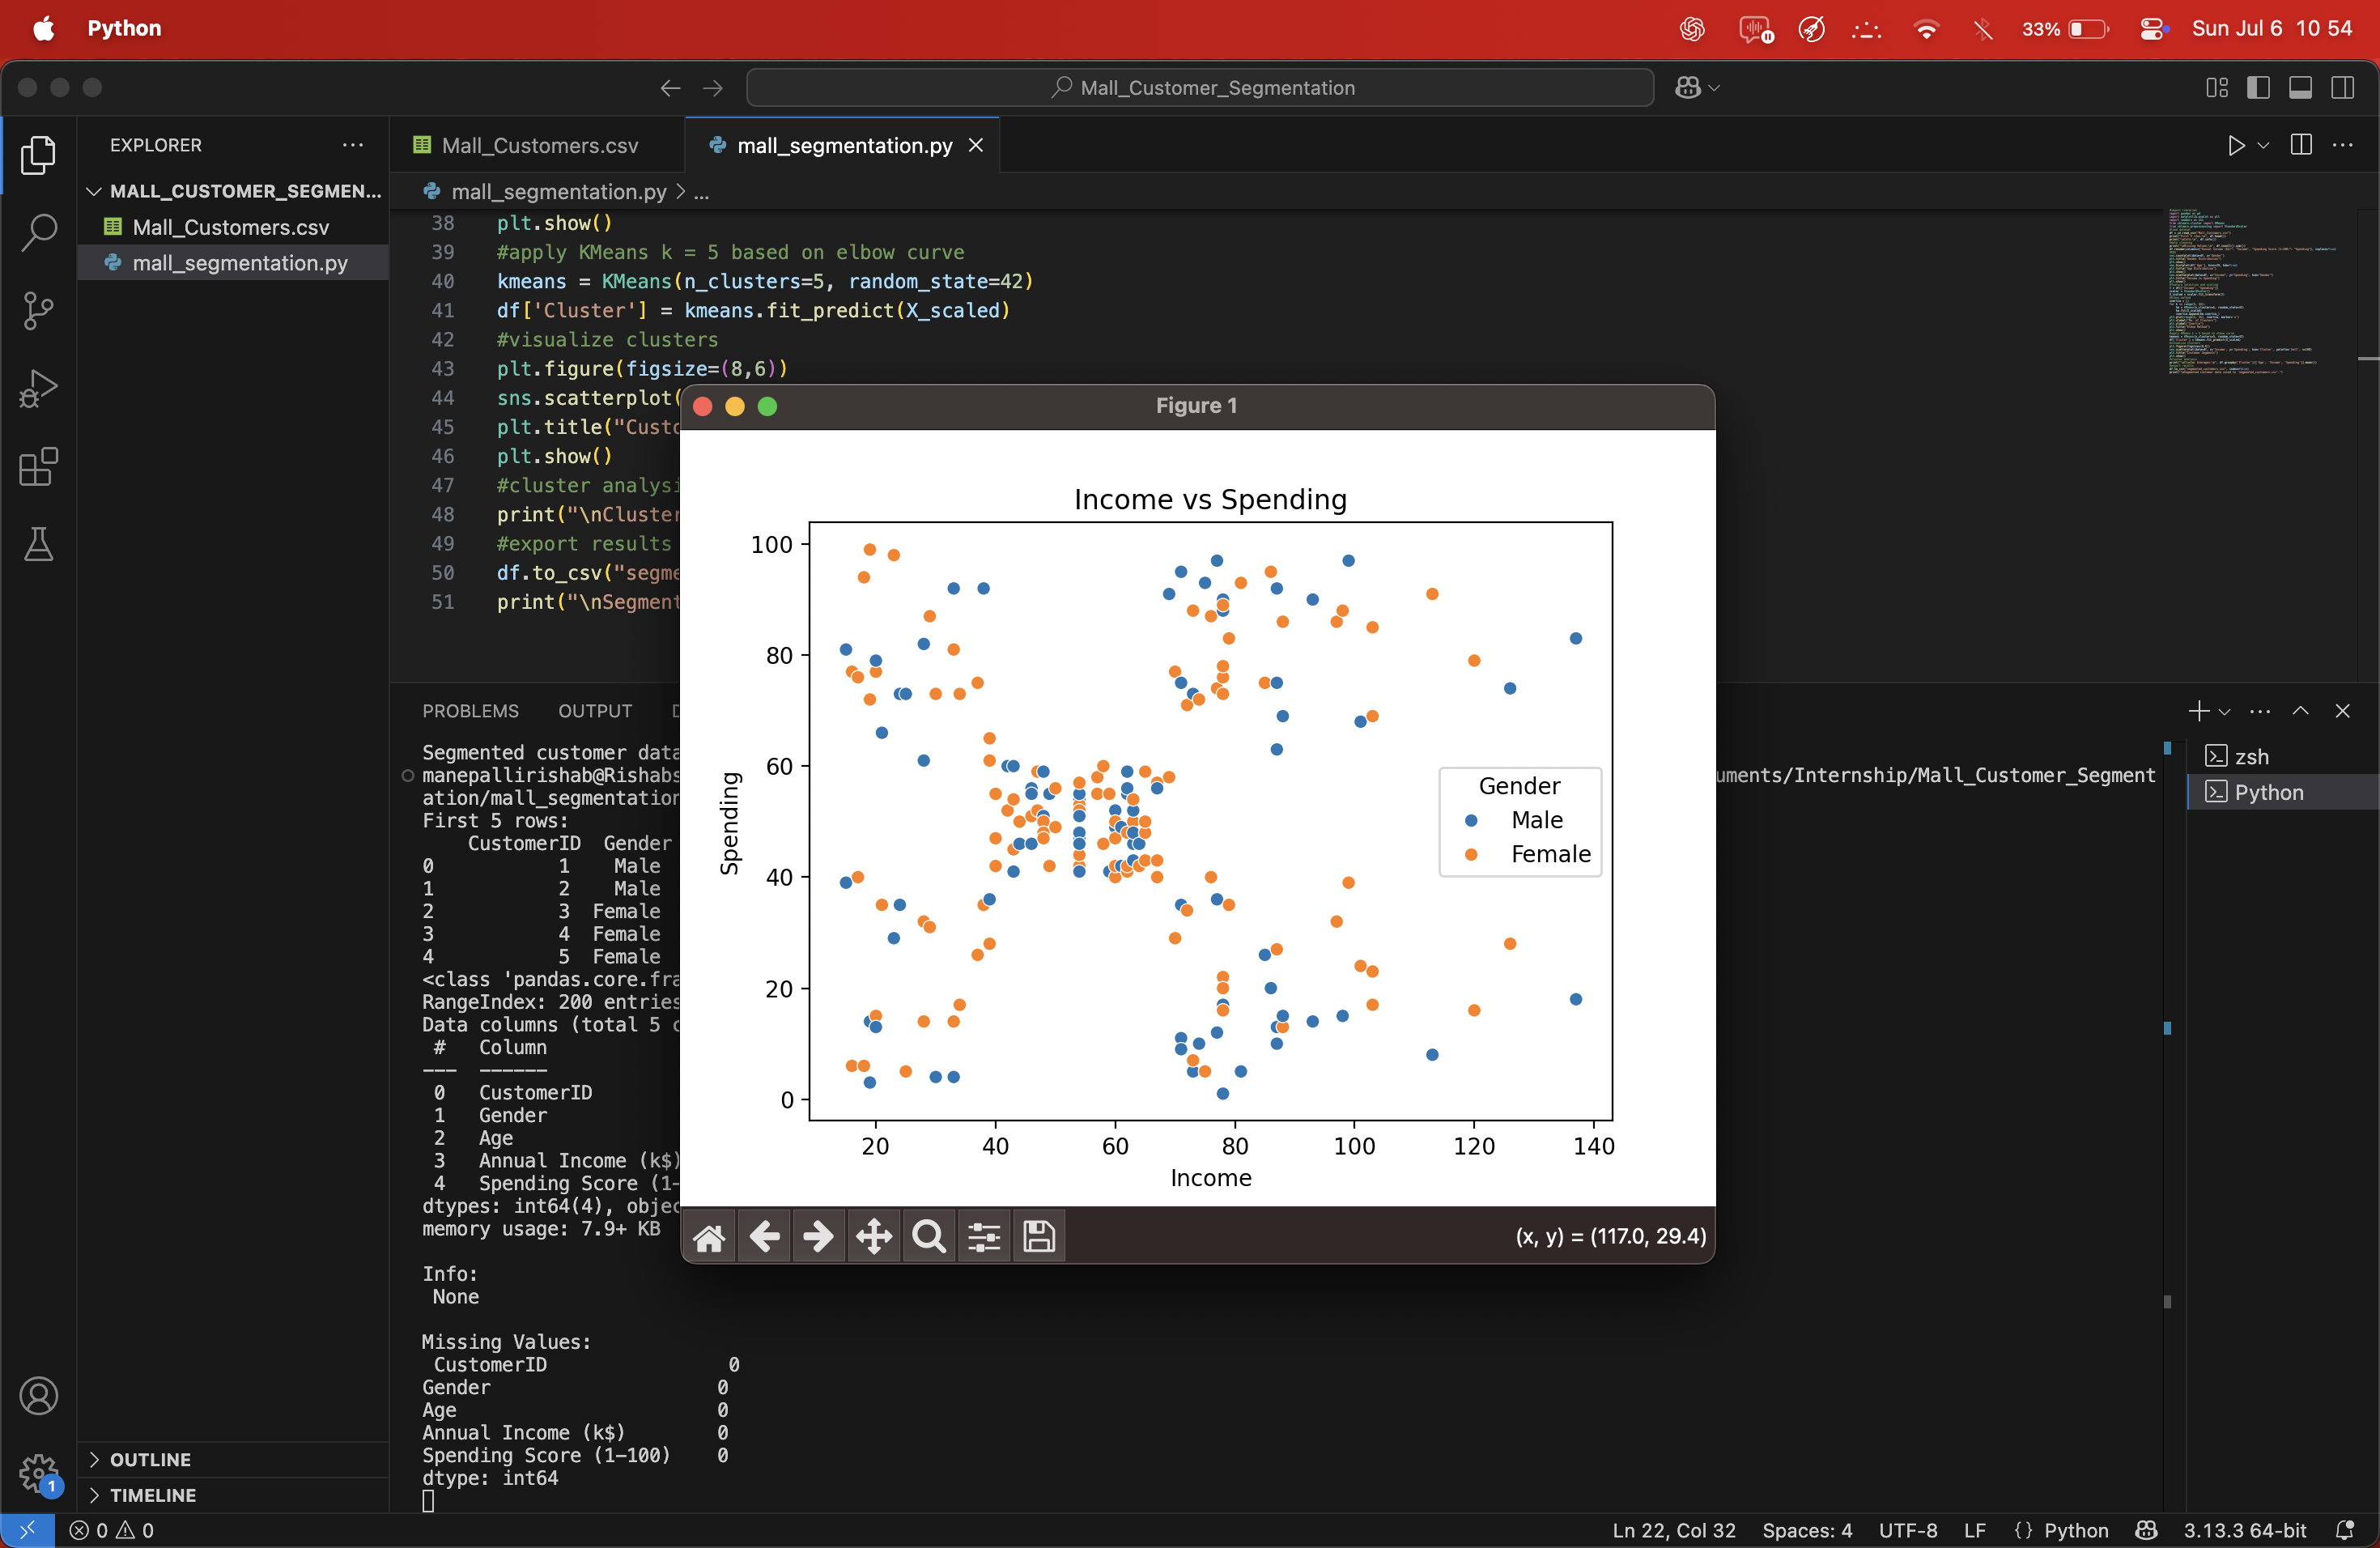 Python
33%
Sun Jul 6 10 54
Mall_Customer_Segmentation
EXPLORER
MALL_CUSTOMER_SEGMEN...
Mall_Customers.csv
mall_segmentation.py
Mall_Customers.csv
mall_segmentation.py
mall_segmentation.py > ...
38 plt.show()
39 #apply KMeans k = 5 based on elbow curve
40 kmeans = KMeans(n_clusters=5, random_state=42)
41 df['Cluster'] = kmeans.fit_predict(X_scaled)
42 #visualize clusters
43 plt.figure(figsize=(8,6))
44 sns.scatterplot(
45 plt.title("Custo
46 plt.show()
47 #cluster analysi
48 print("\nCluster
49 #export results
50 df.to_csv("segme
51 print("\nSegment
Figure 1
Income vs Spending
100
80
60
40
20
0
Spending
20 40 60 80 100 120 140
Income
Gender
Male
Female
(x, y) = (117.0, 29.4)
PROBLEMS OUTPUT D
zsh
Python
Segmented customer data
manepallirishab@Rishabs uments/Internship/Mall_Customer_Segment
ation/mall_segmentation
First 5 rows:
CustomerID Gender
0 1 Male
1 2 Male
2 3 Female
3 4 Female
4 5 Female
<class 'pandas.core.fra
RangeIndex: 200 entries
Data columns (total 5 c
# Column
--- ------
0 CustomerID
1 Gender
2 Age
3 Annual Income (k$)
4 Spending Score (1-
dtypes: int64(4), objec
memory usage: 7.9+ KB
Info:
None
Missing Values:
CustomerID 0
Gender 0
Age 0
Annual Income (k$) 0
Spending Score (1-100) 0
dtype: int64
OUTLINE
TIMELINE
1
0 0
Ln 22, Col 32
Spaces: 4
UTF-8
LF
{} Python
3.13.3 64-bit